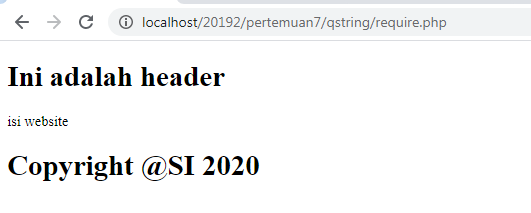 localhost/20192/pertemuan7/qstring/require.php
Ini adalah header
isi website
Copyright @SI 2020